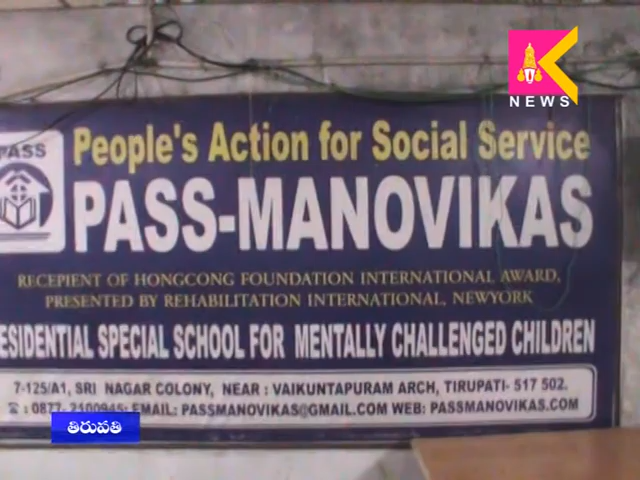 K
NEWS
PASS
People's Action for Social Service
PASS-MANOVIKAS
RECEPIENT OF HONGCONG FOUNDATION INTERNATIONAL AWARD,
PRESENTED BY REHABILITATION INTERNATIONAL, NEWYORK
ESIDENTIAL SPECIAL SCHOOL FOR MENTALLY CHALLENGED CHILDREN
7-125/A1, SRI NAGAR COLONY, NEAR : VAIKUNTAPURAM ARCH, TIRUPATI- 517 502.
☎ : 0877- 2100945: EMAIL: PASSMANOVIKAS@GMAIL.COM WEB: PASSMANOVIKAS.COM
తిరుపతి